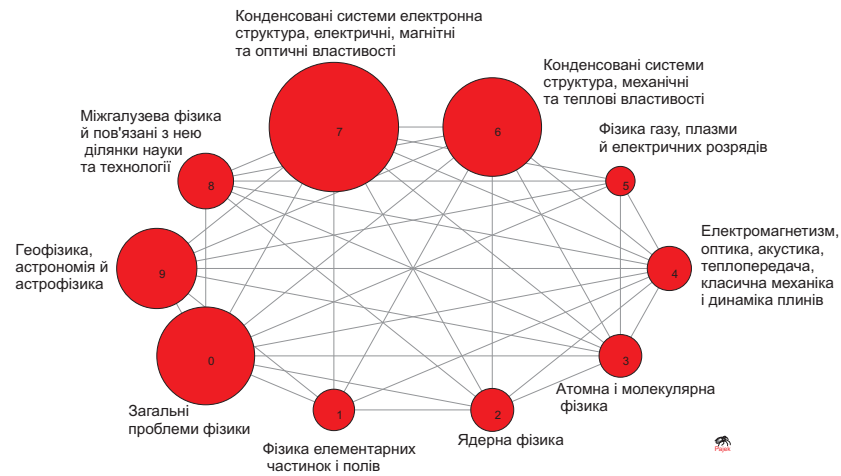 Конденсовані системи електронна
структура, електричні, магнітні
та оптичні властивості
Конденсовані системи
структура, механічні
та теплові властивості
Міжгалузева фізика
й пов'язані з нею
ділянки науки
та технології
Фізика газу, плазми
й електричних розрядів
7
6
8
5
Геофізика,
астрономія й
астрофізика
9
4
Електромагнетизм,
оптика, акустика,
теплопередача,
класична механіка
і динаміка плинів
0
3
1
2
Загальні
проблеми фізики
Фізика елементарних
частинок і полів
Ядерна фізика
Атомна і молекулярна
фізика
Pajek